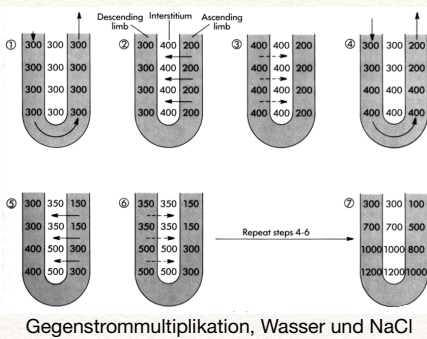 Descending limb
Interstitium
Ascending limb
① 300 300 300
300 300 300
300 300 300
300 300 300
② 300 400 200
300 400 200
300 400 200
300 400 200
③ 400 400 200
400 400 200
400 400 200
400 400 200
④ 300 300 200
300 300 200
400 400 400
400 400 400
⑤ 300 350 150
300 350 150
400 500 300
400 500 300
⑥ 350 350 150
350 350 150
500 500 300
500 500 300
Repeat steps 4-6
⑦ 300 300 100
700 700 500
1000 1000 800
1200 1200 1000
Gegenstrommultiplikation, Wasser und NaCl